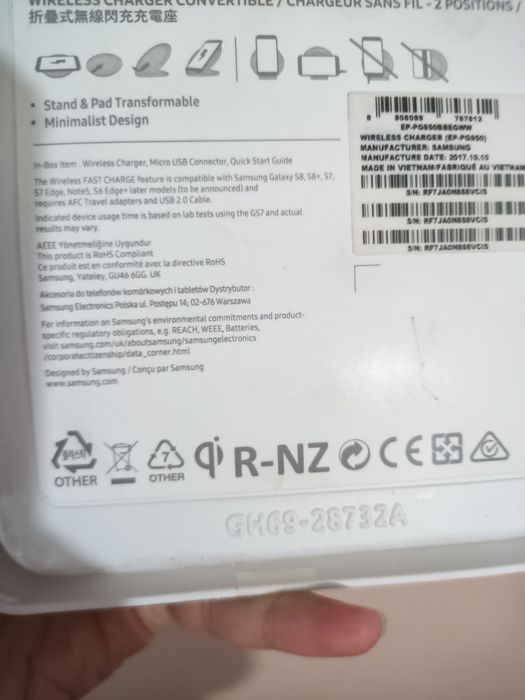 WIRELESS CHARGER CONVERTIBLE / CHARGEUR SANS FIL - 2 POSITIONS /
折疊式無線閃充充電座
• Stand & Pad Transformable
• Minimalist Design
In-Box Item : Wireless Charger, Micro USB Connector, Quick Start Guide
The Wireless FAST CHARGE feature is compatible with Samsung Galaxy S8, S8+, S7,
S7 Edge, Note5, S6 Edge+ later models (to be announced) and
requires AFC Travel adapters and USB 2.0 Cable.
Indicated device usage time is based on lab tests using the GS7 and actual
results may vary.
AEEE Yönetmeliğine Uygundur
This product is RoHS Compliant
Ce produit est en conformité avec la directive RoHS
Samsung, Yateley, GU46 6GG. UK
Akcesoria do telefonów komórkowych i tabletów Dystrybutor :
Samsung Electronics Polska ul. Postępu 14; 02-676 Warszawa
For information on Samsung's environmental commitments and product-
specific regulatory obligations, e.g. REACH, WEEE, Batteries,
visit samsung.com/uk/aboutsamsung/samsungelectronics
/corporatecitizenship/data_corner.html
Designed by Samsung / Conçu par Samsung
www.samsung.com
EP-PG950BBEGWW
WIRELESS CHARGER (EP-PG950)
MANUFACTURER: SAMSUNG
MANUFACTURE DATE: 2017.10.10
MADE IN VIETNAM/FABRIQUÉ AU VIETNAM
S/N: RF7JA0H888VGIS
S/N: RF7JA0H888VGIS
S/N: RF7JA0H888VGIS
OTHER
7
OTHER
qi R-NZ CE
GH69-28732A